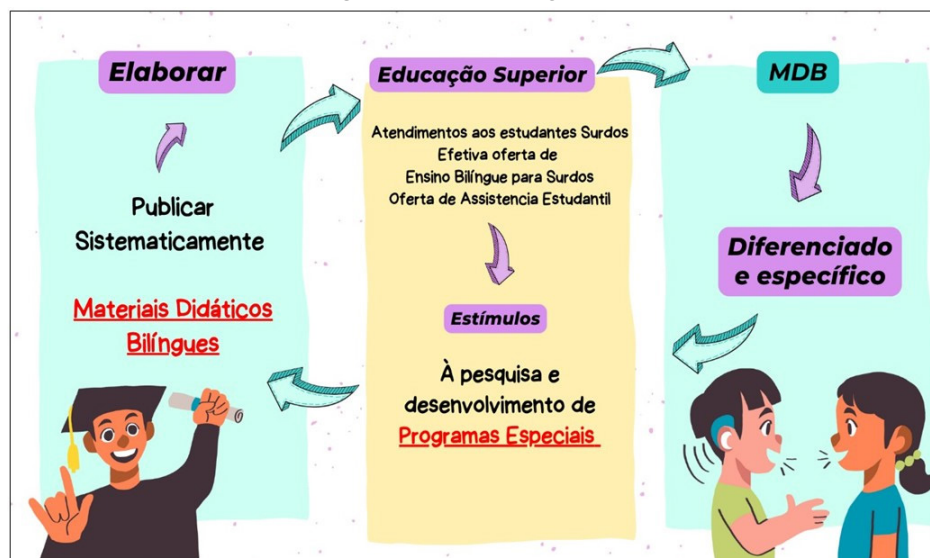 Elaborar
Publicar
Sistematicamente
Materiais Didáticos
Bilíngues
Educação Superior
Atendimentos aos estudantes Surdos
Efetiva oferta de
Ensino Bilíngue para Surdos
Oferta de Assistencia Estudantil
Estímulos
À pesquisa e
desenvolvimento de
Programas Especiais
MDB
Diferenciado
e específico